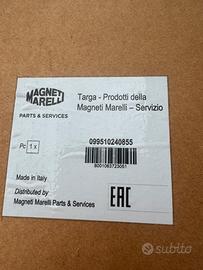 MAGNETI
MARELLI
PARTS & SERVICES
Targa - Prodotti della
Magneti Marelli – Servizio
Pc 1 x
099510240855
8001063723051
Made in Italy
Distributed by
Magneti Marelli Parts & Services
EAC
subito